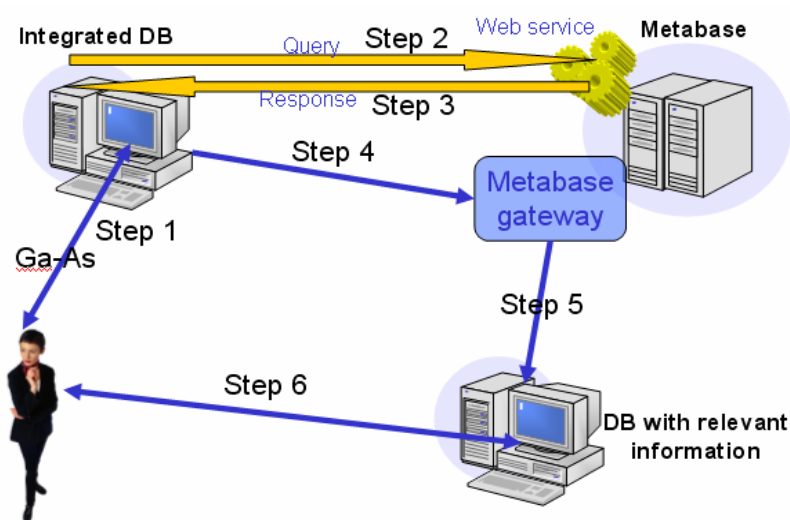 Integrated DB
Query
Step 2
Web service
Metabase
Response
Step 3
Step 4
Metabase
gateway
Step 1
Ga-As
Step 5
Step 6
DB with relevant
information